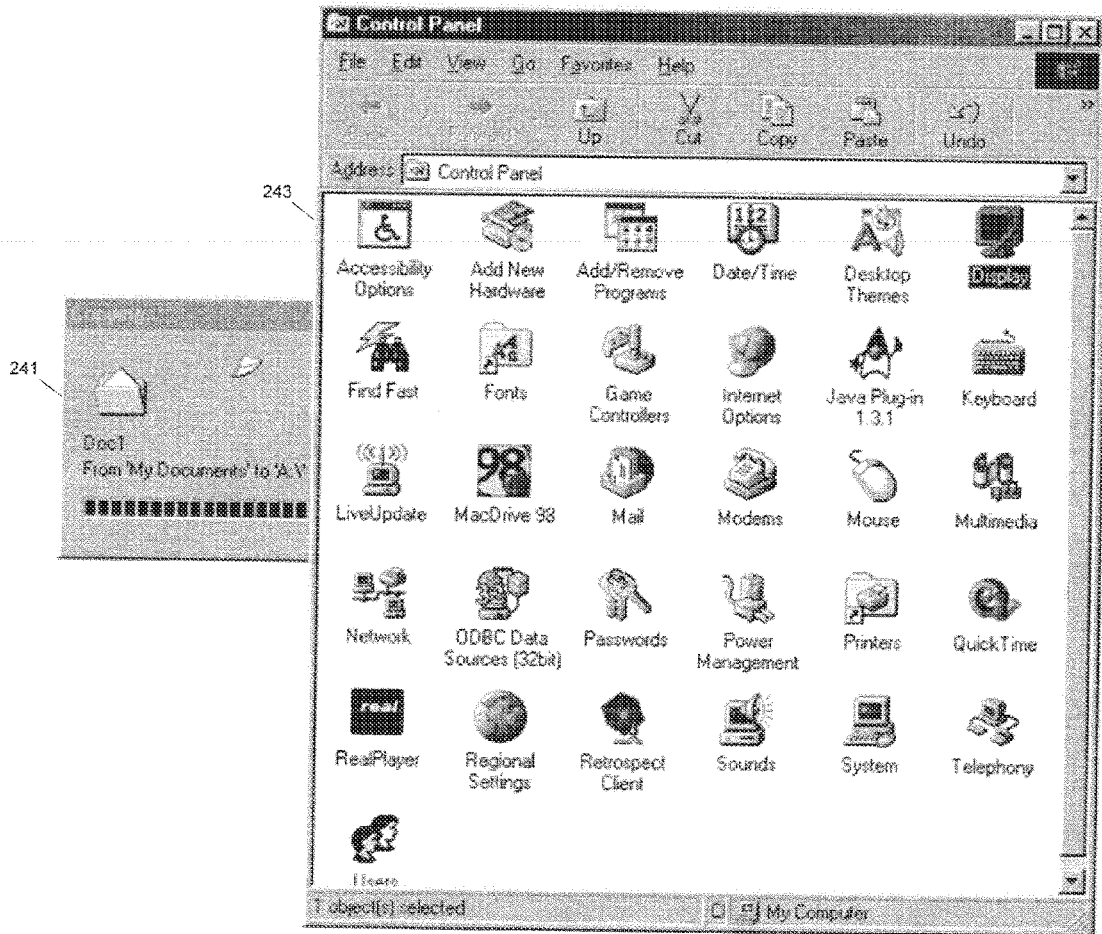 Control Panel
File Edit View Go Favorites Help
Up Cut Copy Paste Undo
Address Control Panel
243
Accessibility Options
Add New Hardware
Add/Remove Programs
Date/Time
Desktop Themes
Display
241
Find Fast
Fonts
Game Controllers
Internet Options
Java Plug-in 1.3.1
Keyboard
Doc1
From 'My Documents' to 'A:\'
LiveUpdate
MacDrive 98
Mail
Modems
Mouse
Multimedia
Network
ODBC Data Sources (32bit)
Passwords
Power Management
Printers
QuickTime
real
RealPlayer
Regional Settings
Retrospect Client
Sounds
System
Telephony
Users
1 object(s) selected
My Computer